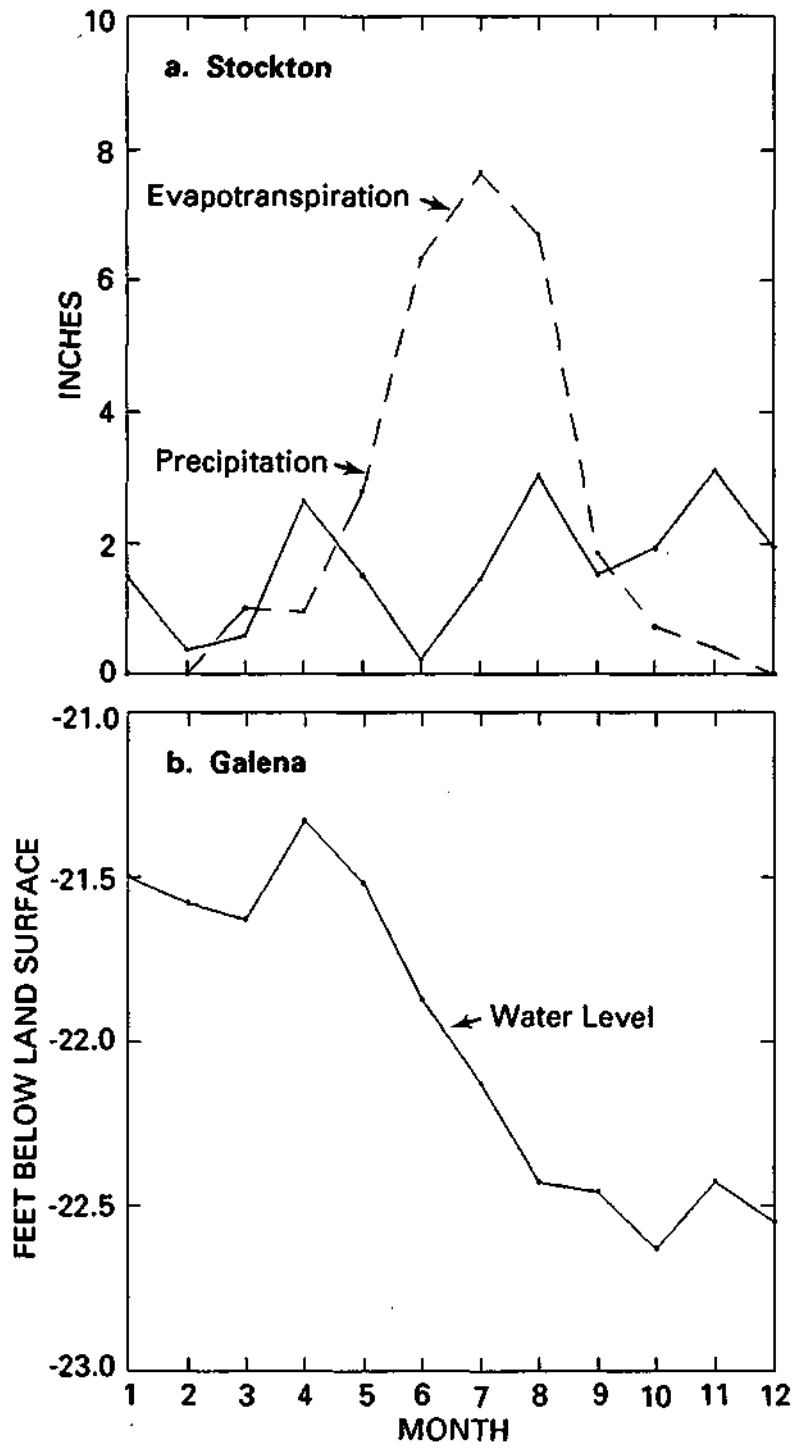 10
a. Stockton
8
Evapotranspiration
6
INCHES
4
Precipitation
2
0
-21.0
b. Galena
-21.5
FEET BELOW LAND SURFACE
-22.0
Water Level
-22.5
-23.0
1 2 3 4 5 6 7 8 9 10 11 12
MONTH